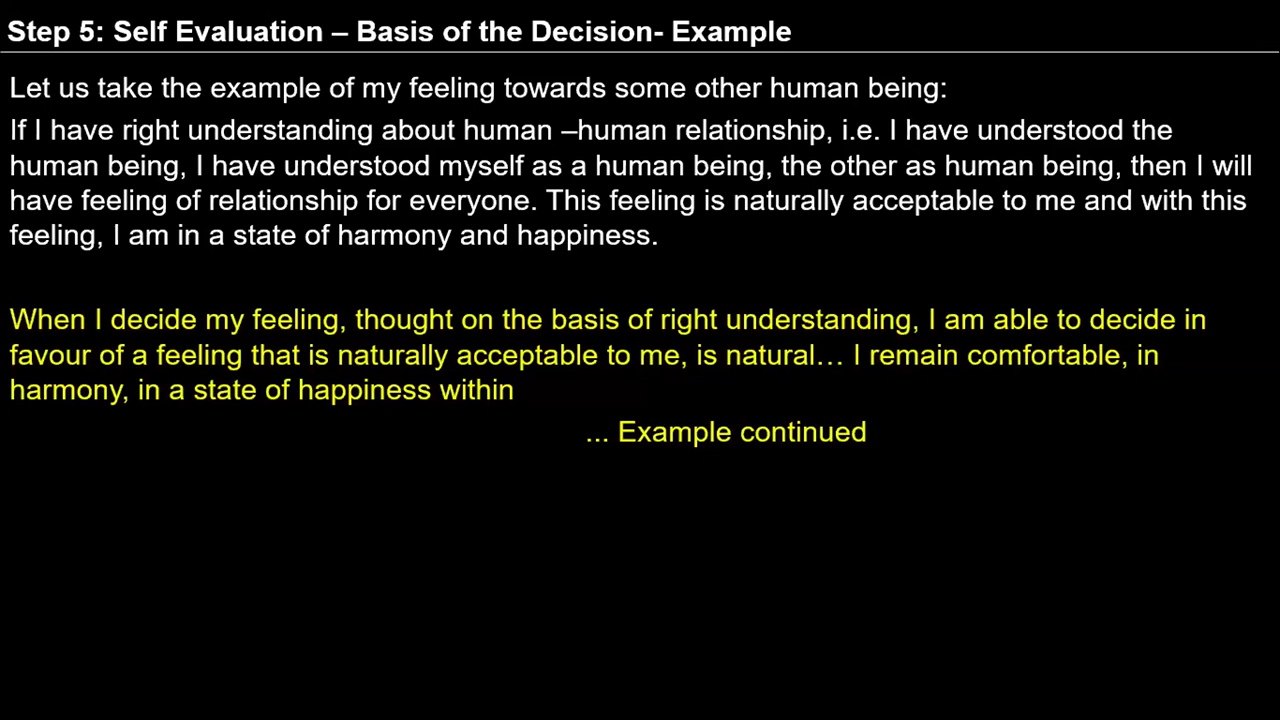 Step 5: Self Evaluation – Basis of the Decision- Example
Let us take the example of my feeling towards some other human being:
If I have right understanding about human –human relationship, i.e. I have understood the
human being, I have understood myself as a human being, the other as human being, then I will
have feeling of relationship for everyone. This feeling is naturally acceptable to me and with this
feeling, I am in a state of harmony and happiness.
When I decide my feeling, thought on the basis of right understanding, I am able to decide in
favour of a feeling that is naturally acceptable to me, is natural… I remain comfortable, in
harmony, in a state of happiness within
... Example continued